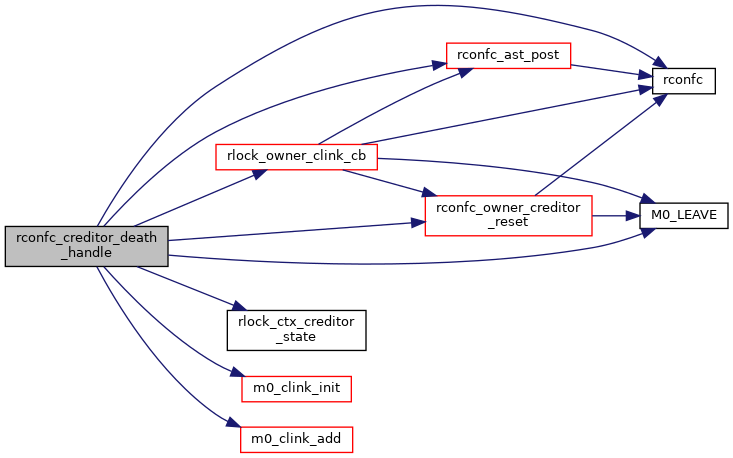 rconfc_ast_post
rconfc
rlock_owner_clink_cb
rconfc_owner_creditor
_reset
M0_LEAVE
rconfc_creditor_death
_handle
rlock_ctx_creditor
_state
m0_clink_init
m0_clink_add